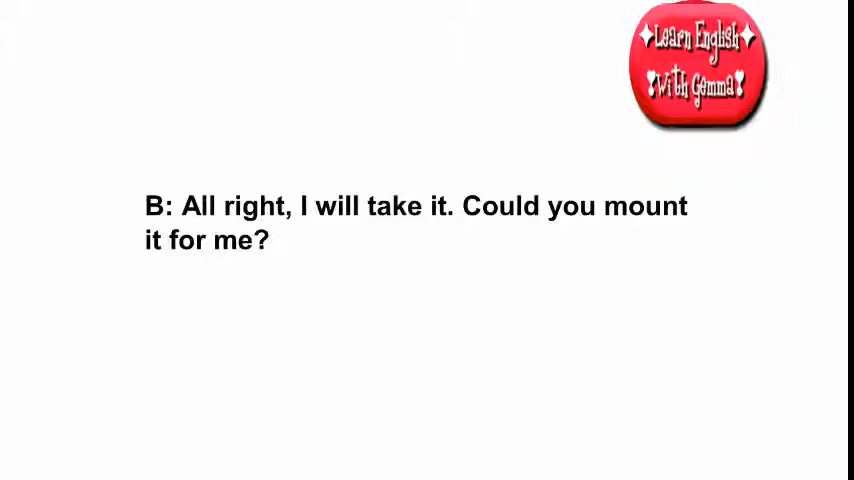 ✦Learn English✦
❣With Gemma❣
B: All right, I will take it. Could you mount
it for me?